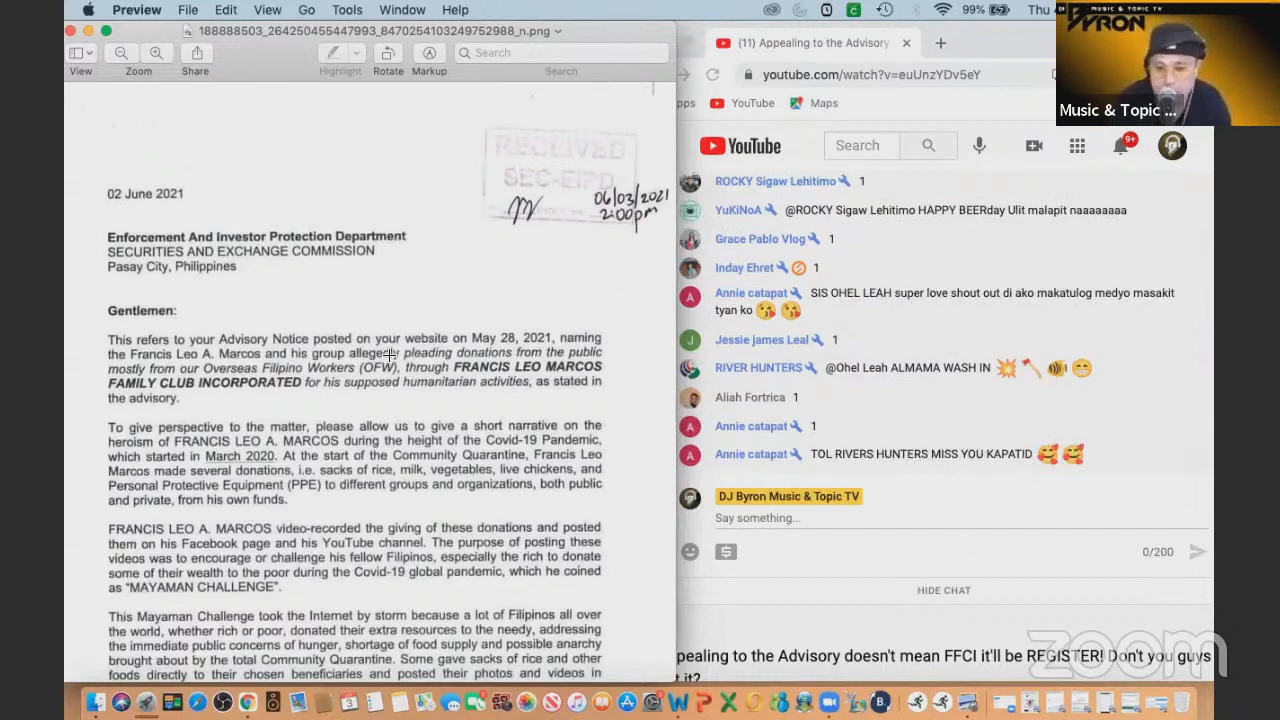 Preview File Edit View Go Tools Window Help
99%
Thu
188888503_264250455447993_8470254103249752988_n.png
View Zoom Share Highlight Rotate Markup Search
Search
RECEIVED
SEC-EIPD
06/03/2021
2:00pm
02 June 2021
Enforcement And Investor Protection Department
SECURITIES AND EXCHANGE COMMISSION
Pasay City, Philippines
Gentlemen:
This refers to your Advisory Notice posted on your website on May 28, 2021, naming
the Francis Leo A. Marcos and his group allegedly pleading donations from the public
mostly from our Overseas Filipino Workers (OFW), through FRANCIS LEO MARCOS
FAMILY CLUB INCORPORATED for his supposed humanitarian activities, as stated in
the advisory.
To give perspective to the matter, please allow us to give a short narrative on the
heroism of FRANCIS LEO A. MARCOS during the height of the Covid-19 Pandemic,
which started in March 2020. At the start of the Community Quarantine, Francis Leo
Marcos made several donations, i.e. sacks of rice, milk, vegetables, live chickens, and
Personal Protective Equipment (PPE) to different groups and organizations, both public
and private, from his own funds.
FRANCIS LEO A. MARCOS video-recorded the giving of these donations and posted
them on his Facebook page and his YouTube channel. The purpose of posting these
videos was to encourage or challenge his fellow Filipinos, especially the rich to donate
some of their wealth to the poor during the Covid-19 global pandemic, which he coined
as "MAYAMAN CHALLENGE".
This Mayaman Challenge took the Internet by storm because a lot of Filipinos all over
the world, whether rich or poor, donated their extra resources to the needy, addressing
the immediate public concerns of hunger, shortage of food supply and possible anarchy
brought about by the total Community Quarantine. Some gave sacks of rice and other
foods directly to their chosen beneficiaries and posted their photos and videos in
(11) Appealing to the Advisory
youtube.com/watch?v=euUnzYDv5eY
pps YouTube Maps
YouTube
Search
9+
ROCKY Sigaw Lehitimo 1
YuKiNoA @ROCKY Sigaw Lehitimo HAPPY BEERday Ulit malapit naaaaaaaa
Grace Pablo Vlog 1
Inday Ehret 1
A Annie catapat SIS OHEL LEAH super love shout out di ako makatulog medyo masakit
tyan ko
J Jessie james Leal 1
RIVER HUNTERS @Ohel Leah ALMAMA WASH IN
Aliah Fortrica 1
A Annie catapat 1
A Annie catapat TOL RIVERS HUNTERS MISS YOU KAPATID
DJ Byron Music & Topic TV
Say something...
0/200
HIDE CHAT
pealing to the Advisory doesn't mean FFCI it'll be REGISTER! Don't you guys
it?
MUSIC & TOPIC TV
BYRON
Music & Topic ...
zoom